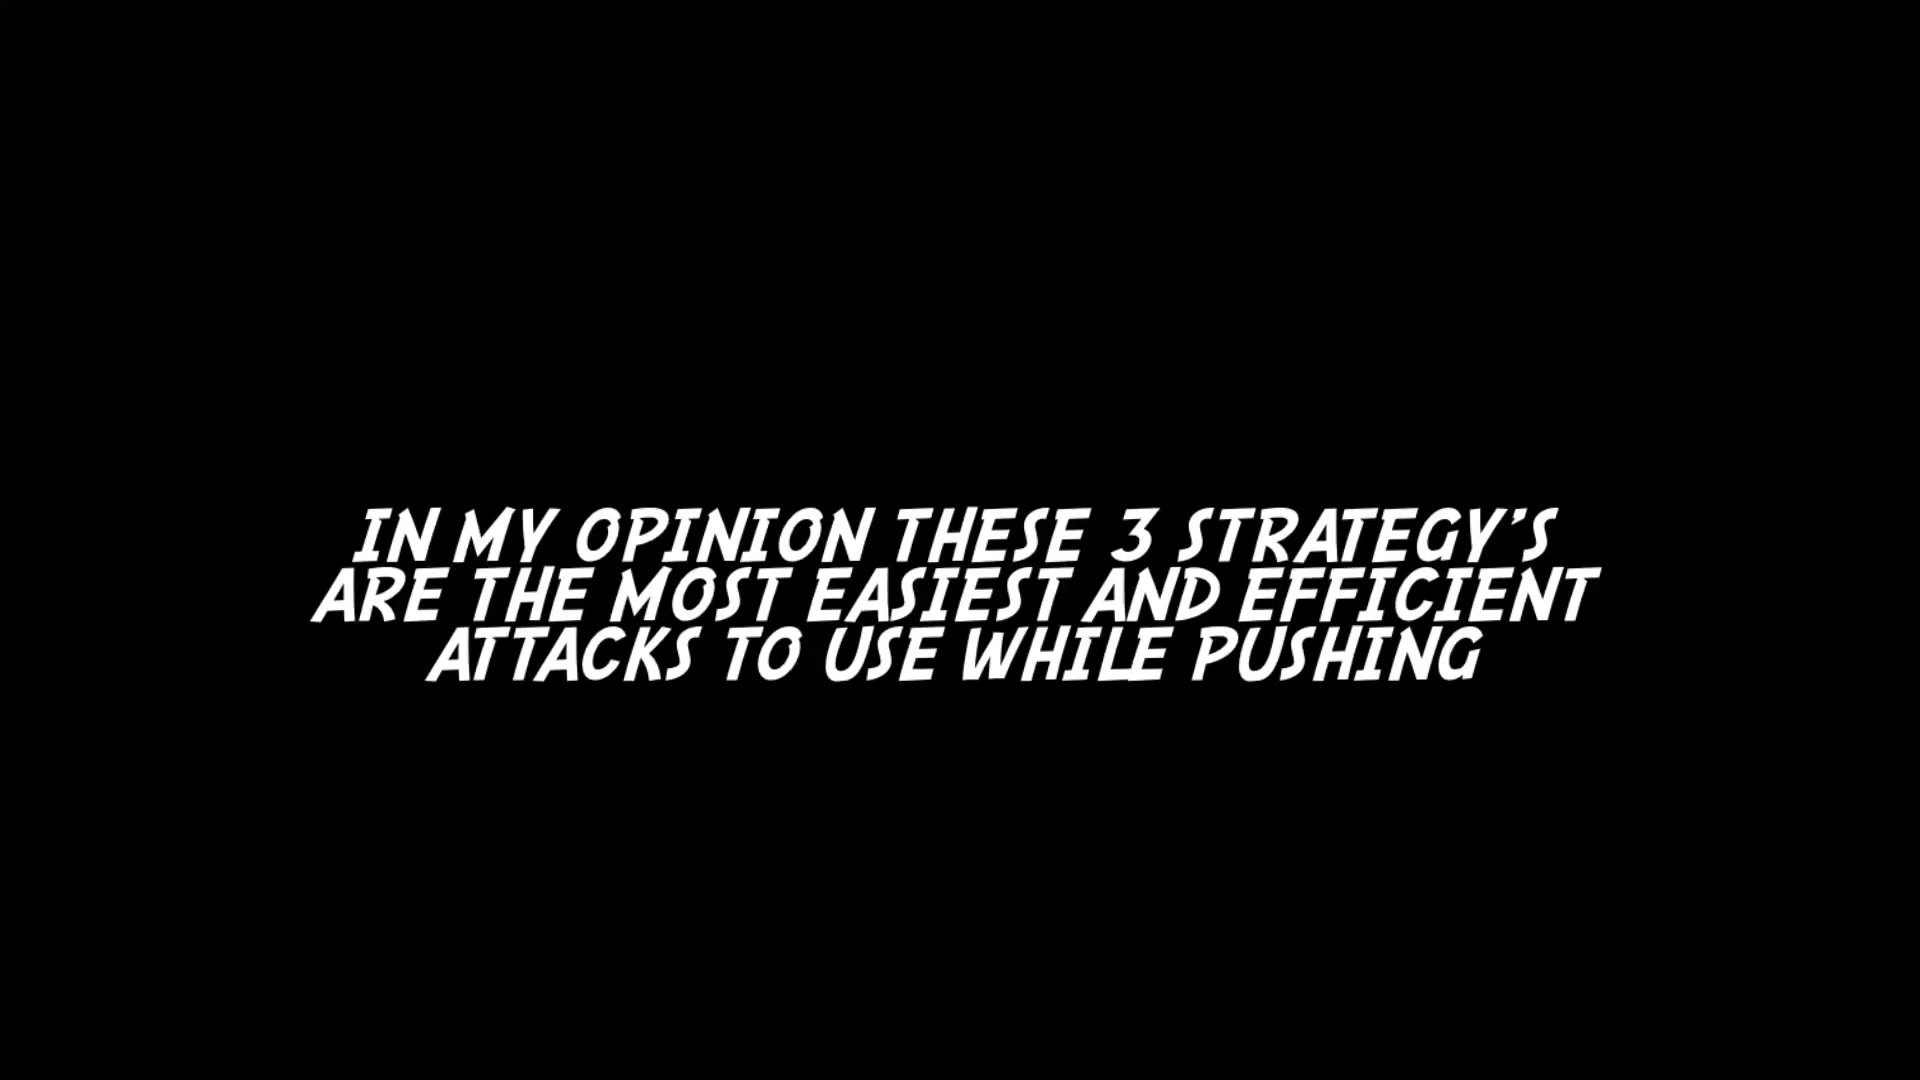 IN MY OPINION THESE 3 STRATEGY'S
ARE THE MOST EASIEST AND EFFICIENT
ATTACKS TO USE WHILE PUSHING